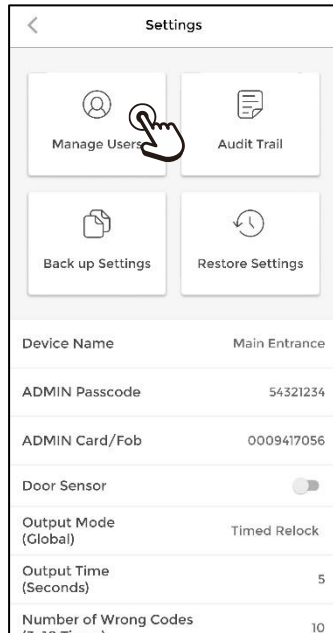 Settings
Manage Users
Audit Trail
Back up Settings
Restore Settings
Device Name Main Entrance
ADMIN Passcode 54321234
ADMIN Card/Fob 0009417056
Door Sensor
Output Mode
(Global) Timed Relock
Output Time
(Seconds) 5
Number of Wrong Codes 10